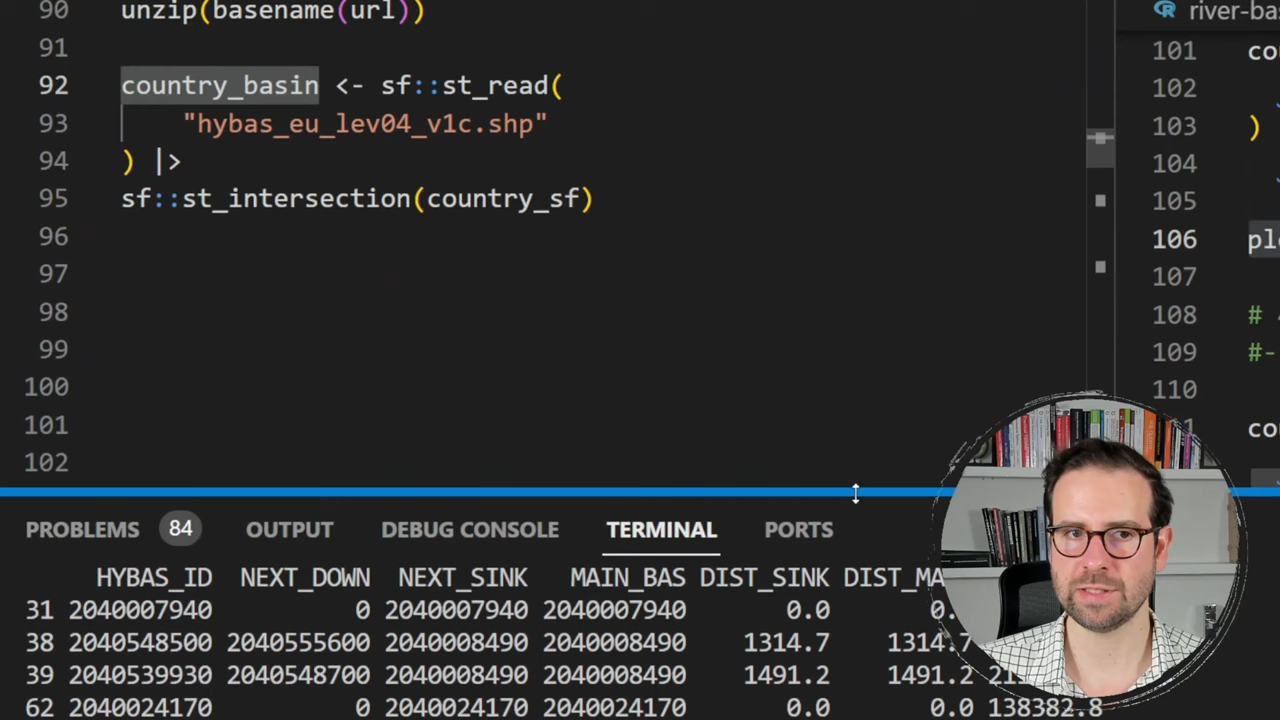 90 unzip(basename(url))
91
92 country_basin <- sf::st_read(
93 "hybas_eu_lev04_v1c.shp"
94 ) |>
95 sf::st_intersection(country_sf)
96
97
98
99
100
101
102
river-ba
101 co
102
103 )
104
105
106 pl
107
108 #
109 #-
110
co
PROBLEMS 84 OUTPUT DEBUG CONSOLE TERMINAL PORTS
HYBAS_ID NEXT_DOWN NEXT_SINK MAIN_BAS DIST_SINK DIST_MA
31 2040007940 0 2040007940 2040007940 0.0 0.
38 2040548500 2040555600 2040008490 2040008490 1314.7 1314.7
39 2040539930 2040548700 2040008490 2040008490 1491.2 1491.2
62 2040024170 0 2040024170 2040024170 0.0 0.0 138382.8